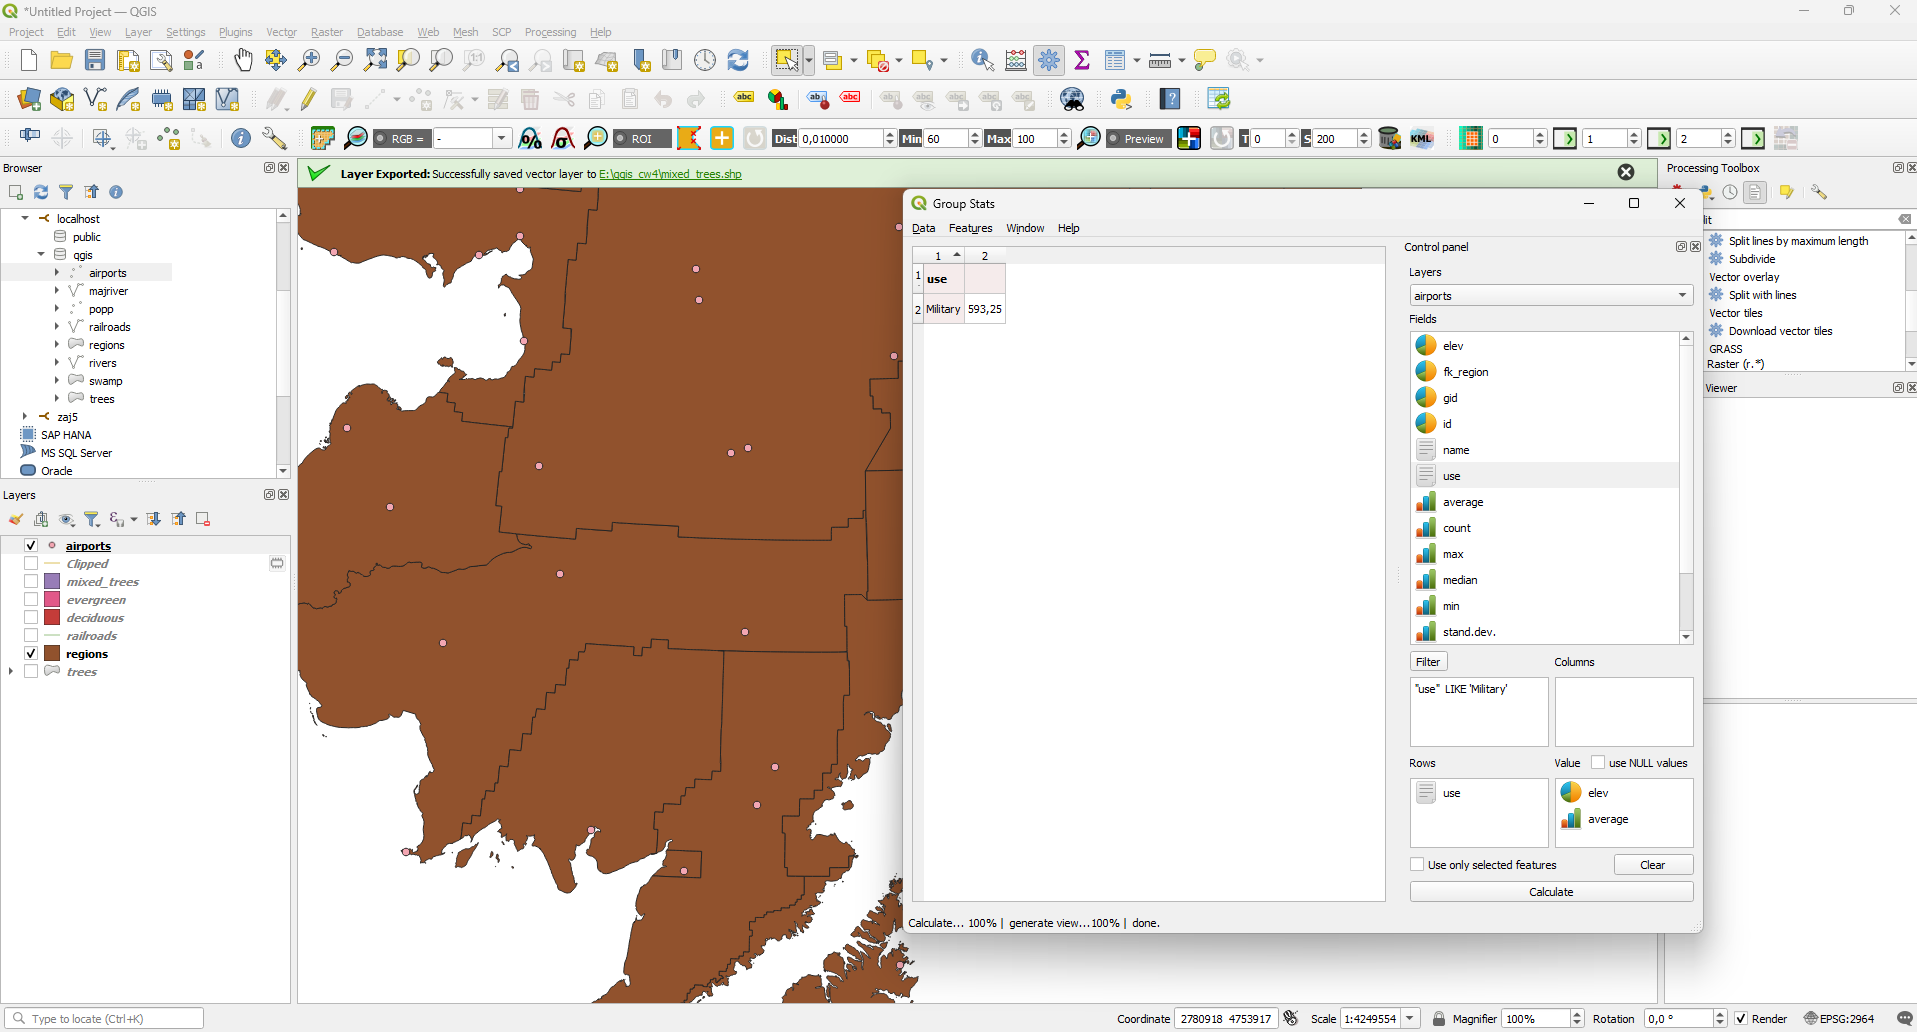 *Untitled Project — QGIS
Project Edit View Layer Settings Plugins Vector Raster Database Web Mesh SCP Processing Help
abc abc abc
RGB = - ROI Dist 0,010000 Min 60 Max 100 Preview T 0 S 200 KML 0 1 2
Browser
localhost
public
qgis
airports
majriver
popp
railroads
regions
rivers
swamp
trees
zaj5
SAP HANA
MS SQL Server
Oracle
Layers
airports
Clipped
mixed_trees
evergreen
deciduous
railroads
regions
trees
Layer Exported: Successfully saved vector layer to E:\qgis_cw4\mixed_trees.shp
Group Stats
Data Features Window Help
1 2
1 use
2 Military 593,25
Control panel
Layers
airports
Fields
elev
fk_region
gid
id
name
use
average
count
max
median
min
stand.dev.
Filter Columns
"use" LIKE 'Military'
Rows Value use NULL values
use
elev
average
Use only selected features Clear
Calculate
Calculate... 100% | generate view...100% | done.
Processing Toolbox
lit
Split lines by maximum length
Subdivide
Vector overlay
Split with lines
Vector tiles
Download vector tiles
GRASS
Raster (r.*)
Viewer
Type to locate (Ctrl+K) Coordinate 2780918 4753917 Scale 1:4249554 Magnifier 100% Rotation 0,0 ° Render EPSG:2964